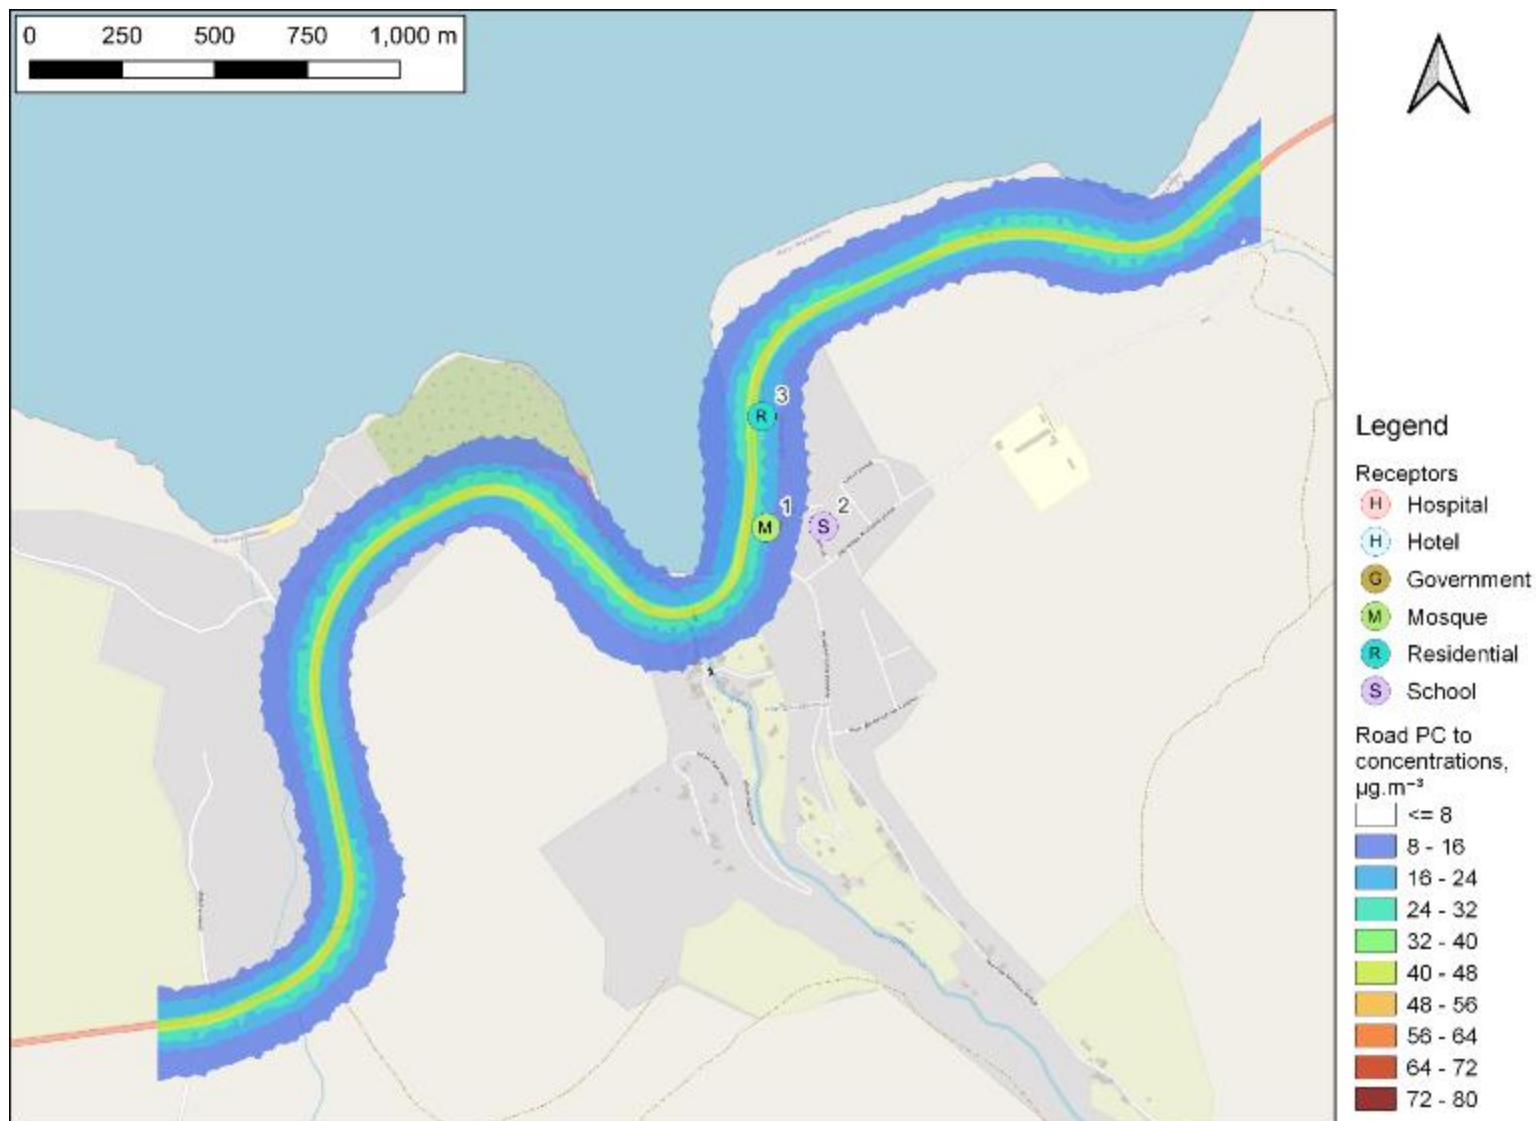 0 250 500 750 1,000 m
3
R
1
2
M
S
Legend
Receptors
H Hospital
H Hotel
G Government
M Mosque
R Residential
S School
Road PC to
concentrations,
µg.m⁻³
<= 8
8 - 16
16 - 24
24 - 32
32 - 40
40 - 48
48 - 56
56 - 64
64 - 72
72 - 80